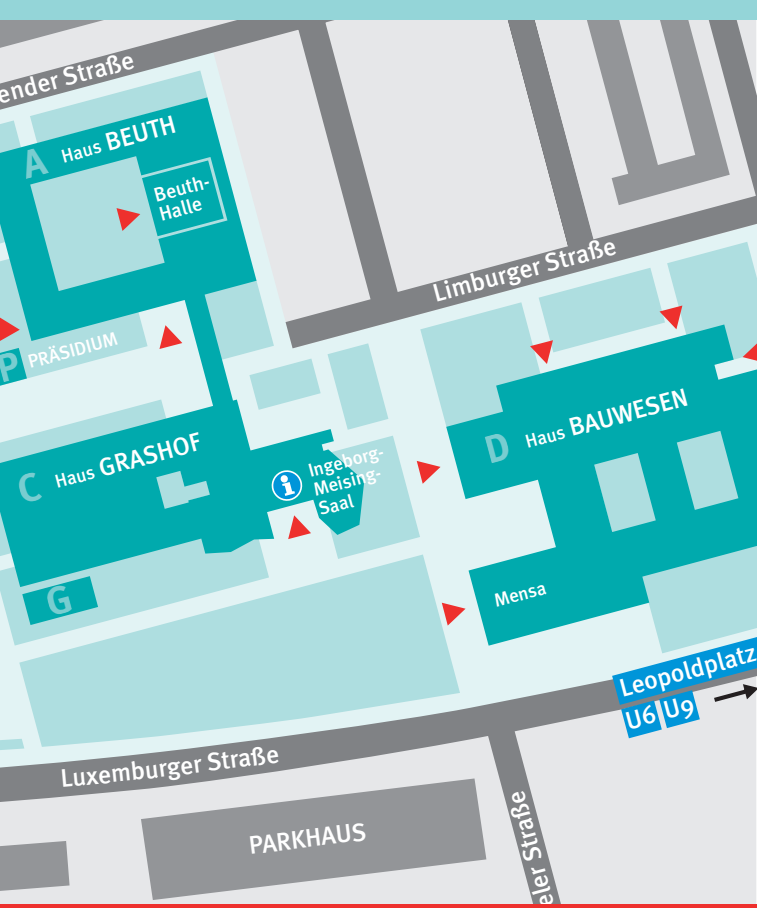 ender Straße
A Haus BEUTH
Beuth-
Halle
Limburger Straße
P PRÄSIDIUM
D Haus BAUWESEN
C Haus GRASHOF
i Ingeborg-
Meising-
Saal
G
Mensa
Leopoldplatz
U6 U9
Luxemburger Straße
PARKHAUS
eler Straße